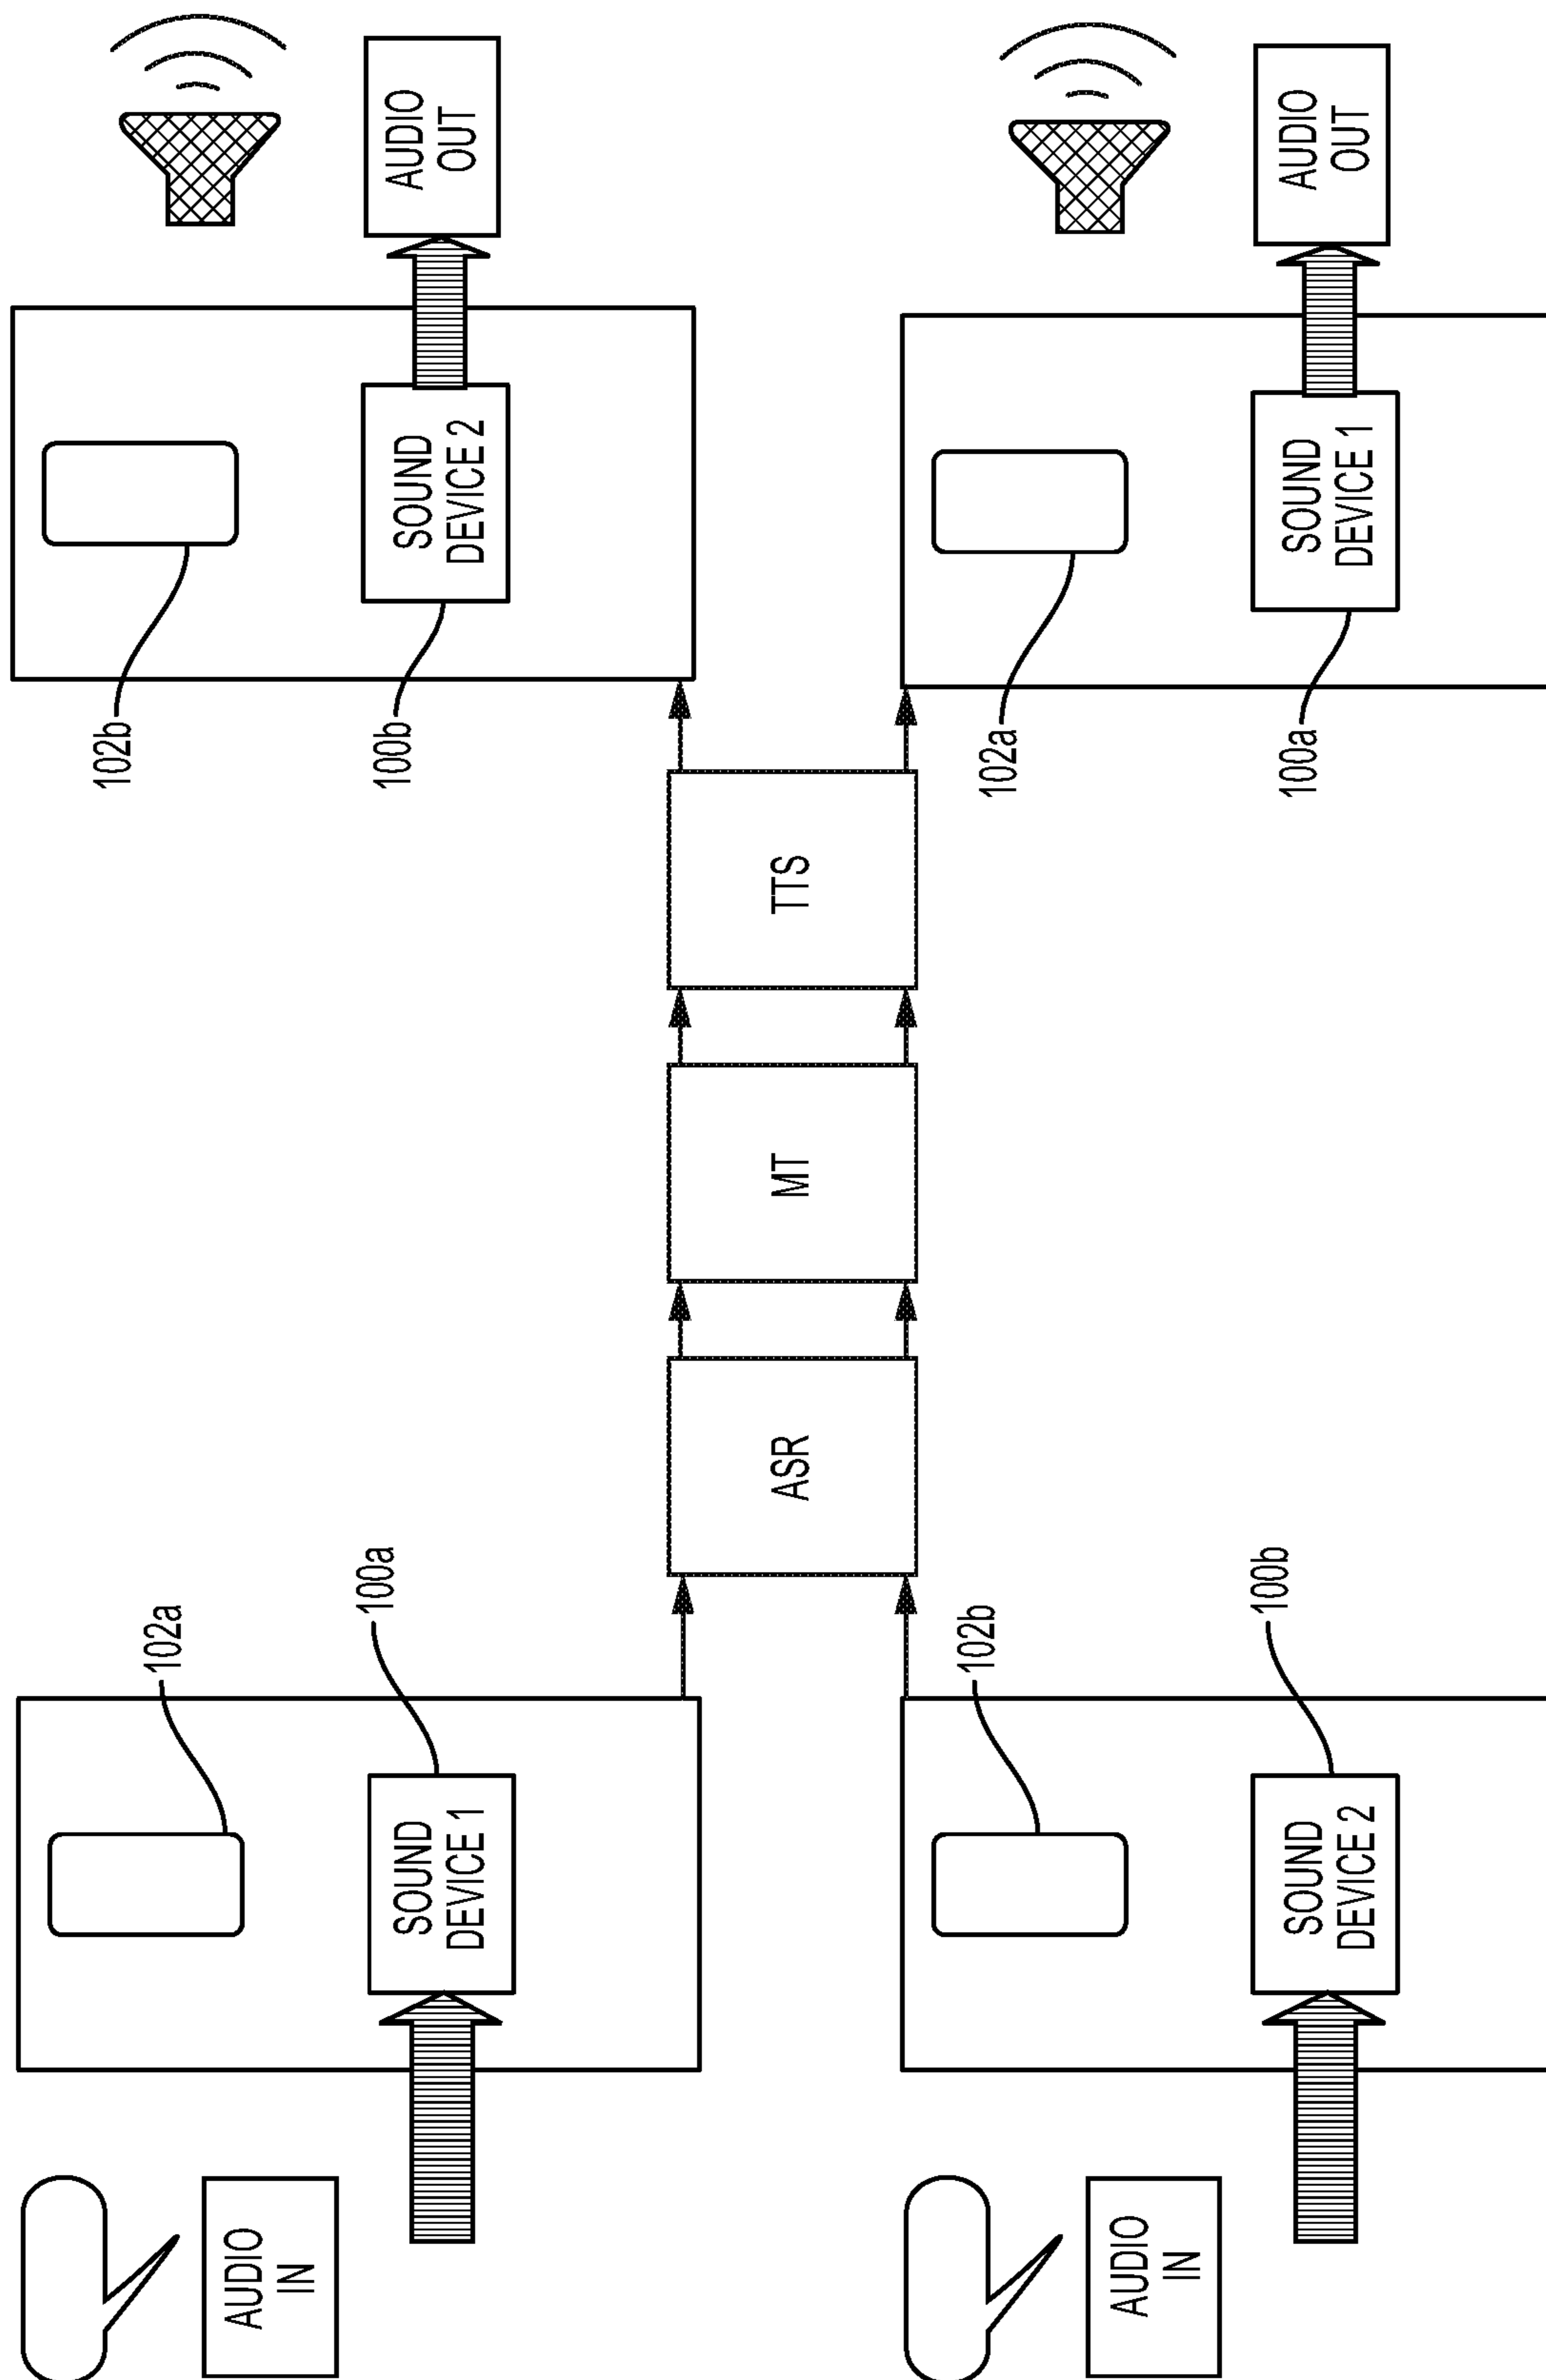 AUDIO
IN
102a
SOUND
DEVICE 1
100a
ASR
MT
TTS
102b
100b
SOUND
DEVICE 2
AUDIO
OUT
AUDIO
IN
102b
SOUND
DEVICE 2
100b
102a
100a
SOUND
DEVICE 1
AUDIO
OUT